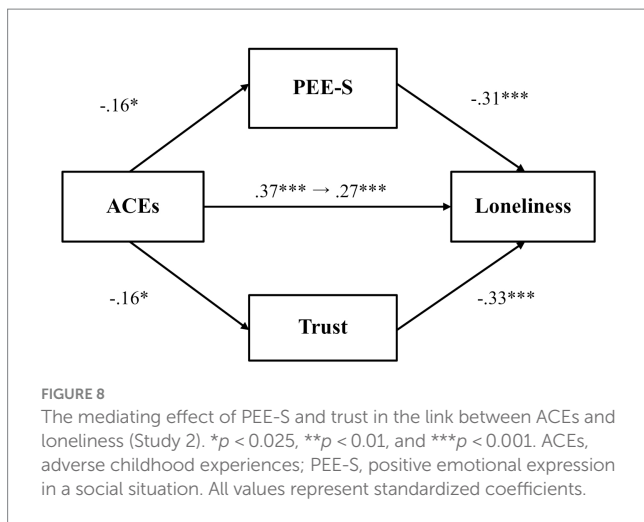 PEE-S
-.16*
-.31***
ACEs
.37*** → .27***
Loneliness
-.16*
-.33***
Trust
FIGURE 8
The mediating effect of PEE-S and trust in the link between ACEs and
loneliness (Study 2). *p < 0.025, **p < 0.01, and ***p < 0.001. ACEs,
adverse childhood experiences; PEE-S, positive emotional expression
in a social situation. All values represent standardized coefficients.